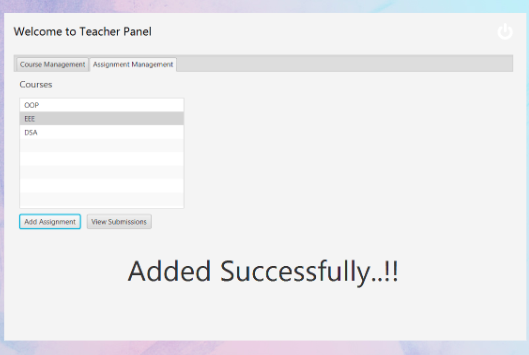 Welcome to Teacher Panel
Course Management Assignment Management
Courses
OOP
EEE
DSA
Add Assignment View Submissions
Added Successfully..!!